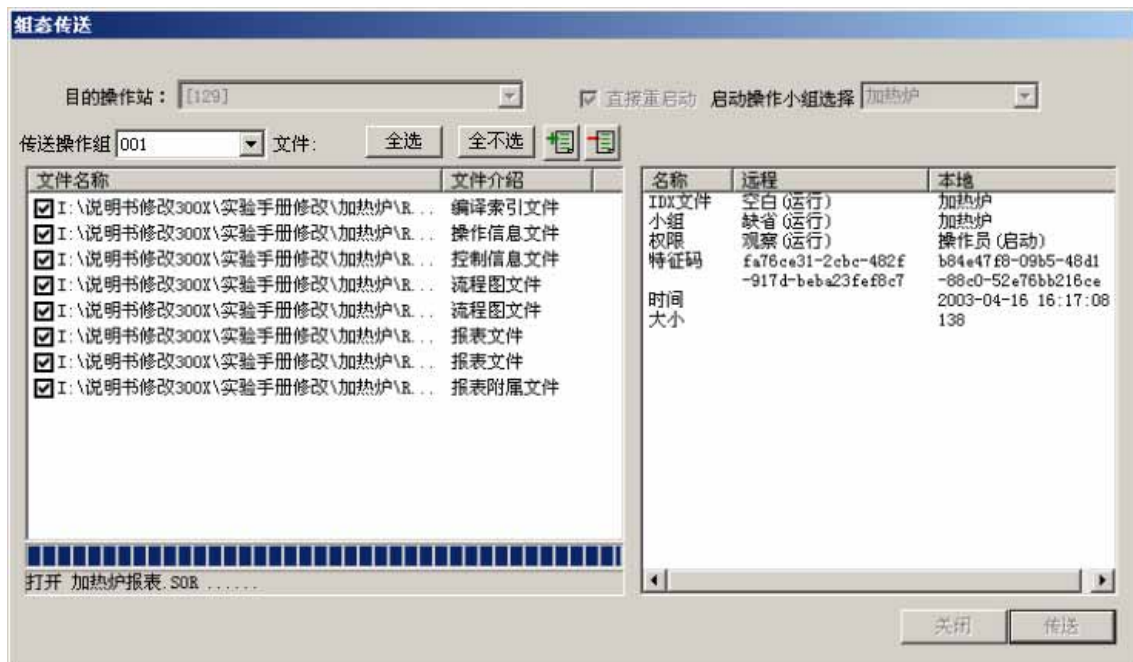 组态传送
目的操作站： [129] 直接重启动 启动操作小组选择 加热炉
传送操作组 001 文件: 全选 全不选
文件名称 文件介绍
I:\说明书修改300X\实验手册修改\加热炉\R... 编译索引文件
I:\说明书修改300X\实验手册修改\加热炉\R... 操作信息文件
I:\说明书修改300X\实验手册修改\加热炉\R... 控制信息文件
I:\说明书修改300X\实验手册修改\加热炉\R... 流程图文件
I:\说明书修改300X\实验手册修改\加热炉\R... 流程图文件
I:\说明书修改300X\实验手册修改\加热炉\R... 报表文件
I:\说明书修改300X\实验手册修改\加热炉\R... 报表文件
I:\说明书修改300X\实验手册修改\加热炉\R... 报表附属文件
打开 加热炉报表.SOR ......
名称 远程 本地
IDX文件 空白(运行) 加热炉
小组 缺省(运行) 加热炉
权限 观察(运行) 操作员(启动)
特征码 fa76ce31-2cbc-482f b84e47f8-09b5-48d1
-917d-beba23fef8c7 -88c0-52e76bb216ce
时间 2003-04-16 16:17:08
大小 138
关闭 传送